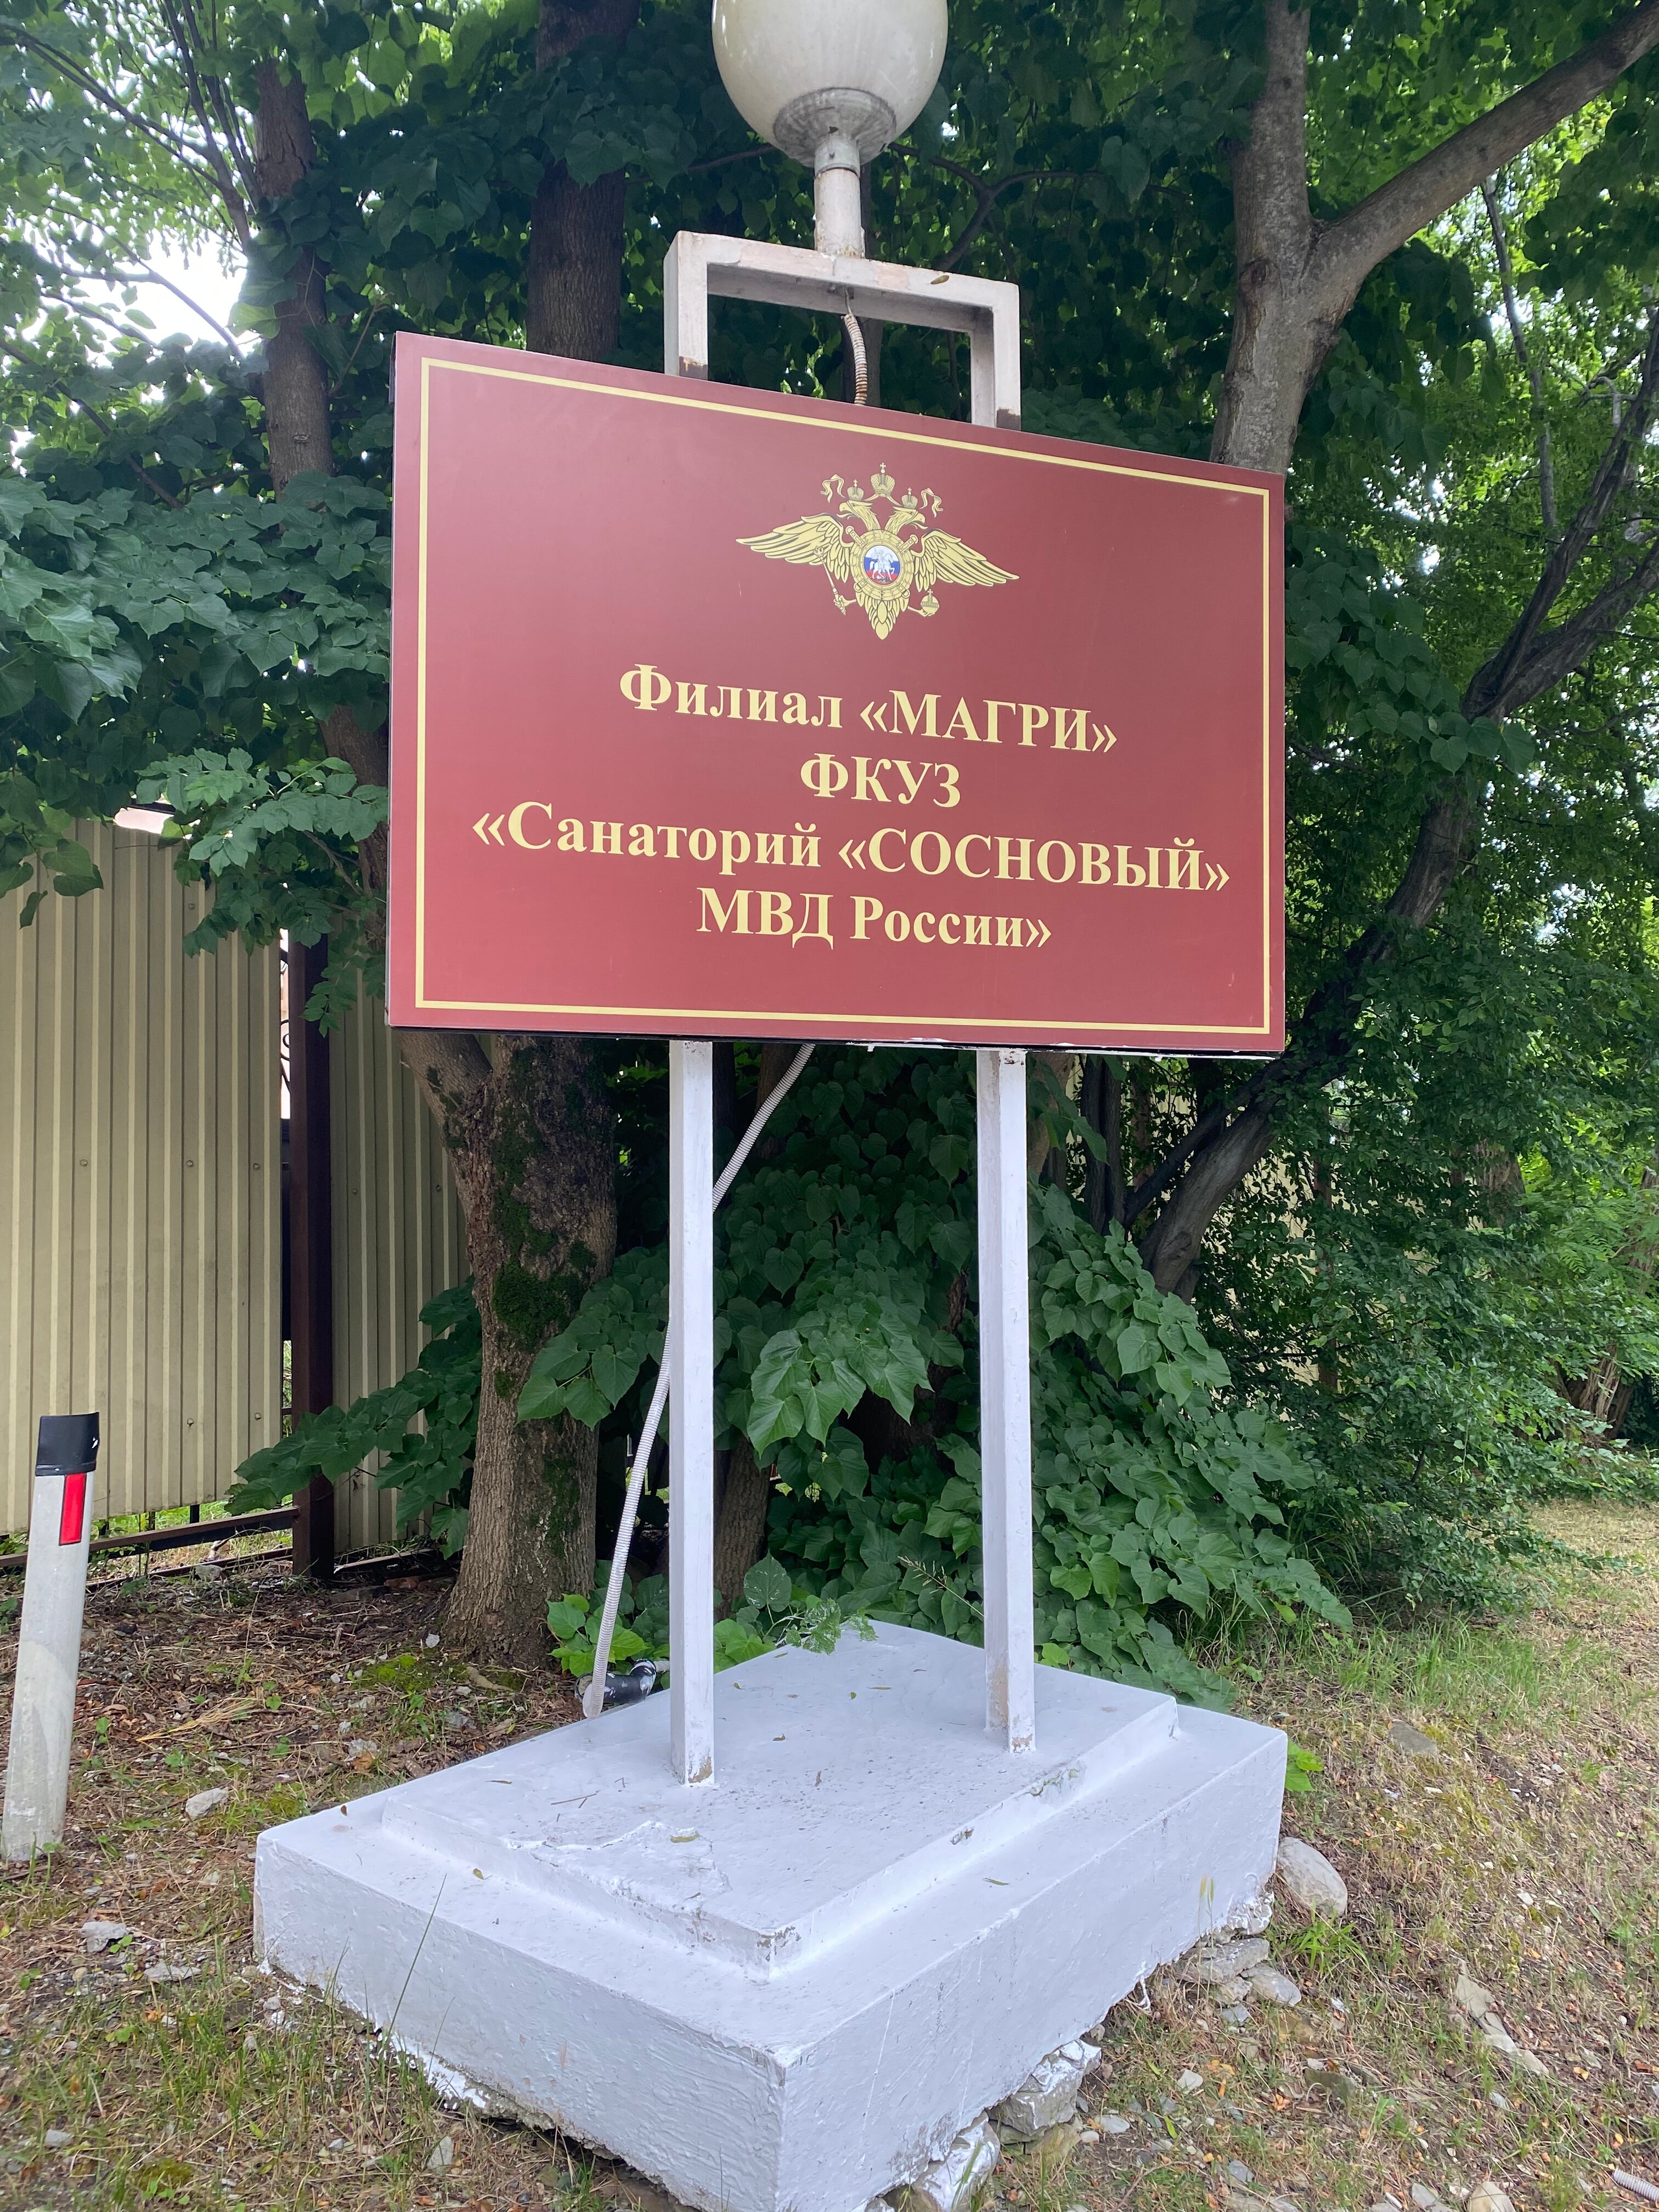 Филиал «МАГРИ»
ФКУЗ
«Санаторий «СОСНОВЫЙ»
МВД России»